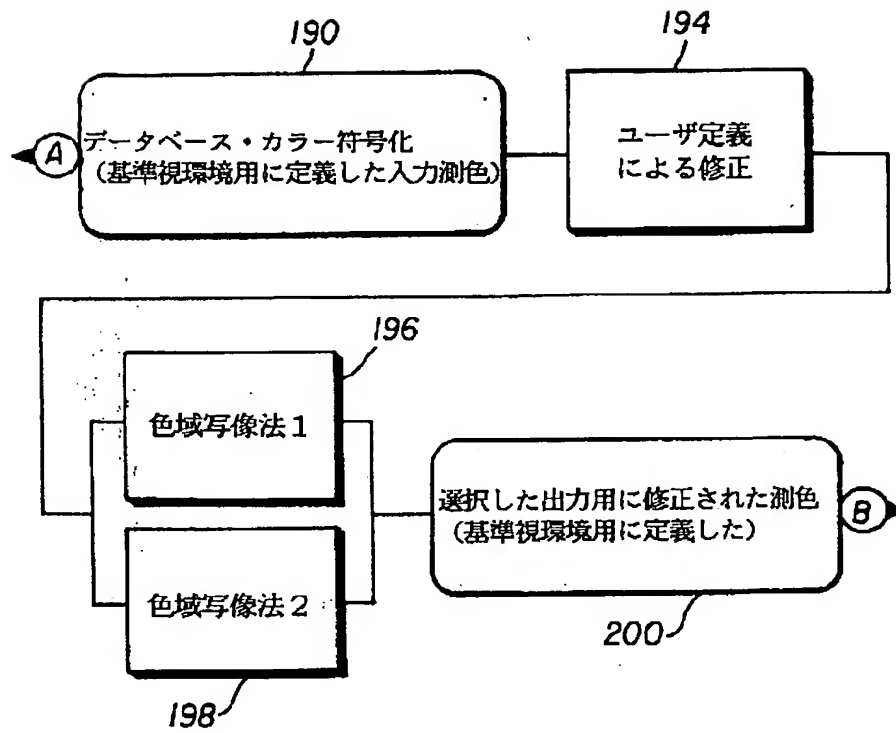 190
194
A
データベース・カラー符号化
(基準視環境用に定義した入力測色)
ユーザ定義
による修正
196
色域写像法1
選択した出力用に修正された測色
(基準視環境用に定義した)
B
色域写像法2
200
198